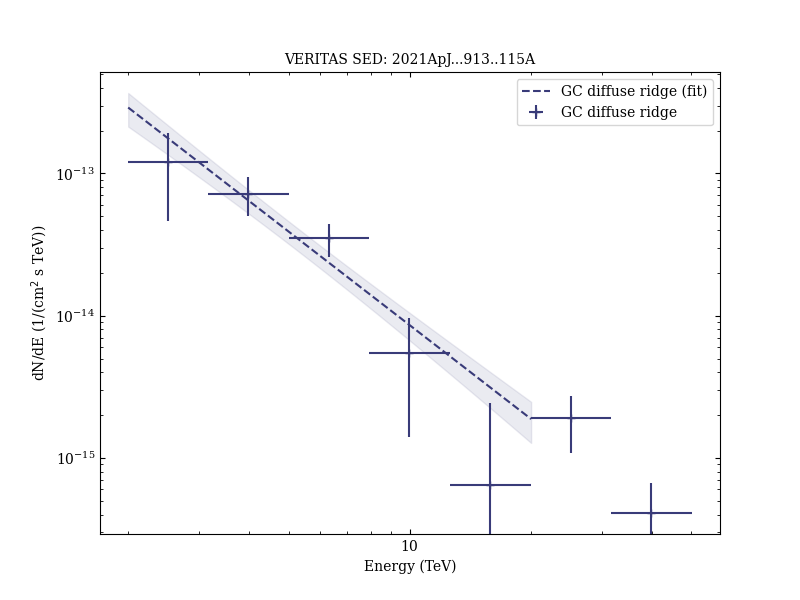 VERITAS SED: 2021ApJ...913..115A
GC diffuse ridge (fit)
GC diffuse ridge
10⁻¹³
10⁻¹⁴
10⁻¹⁵
dN/dE (1/(cm² s TeV))
10
Energy (TeV)